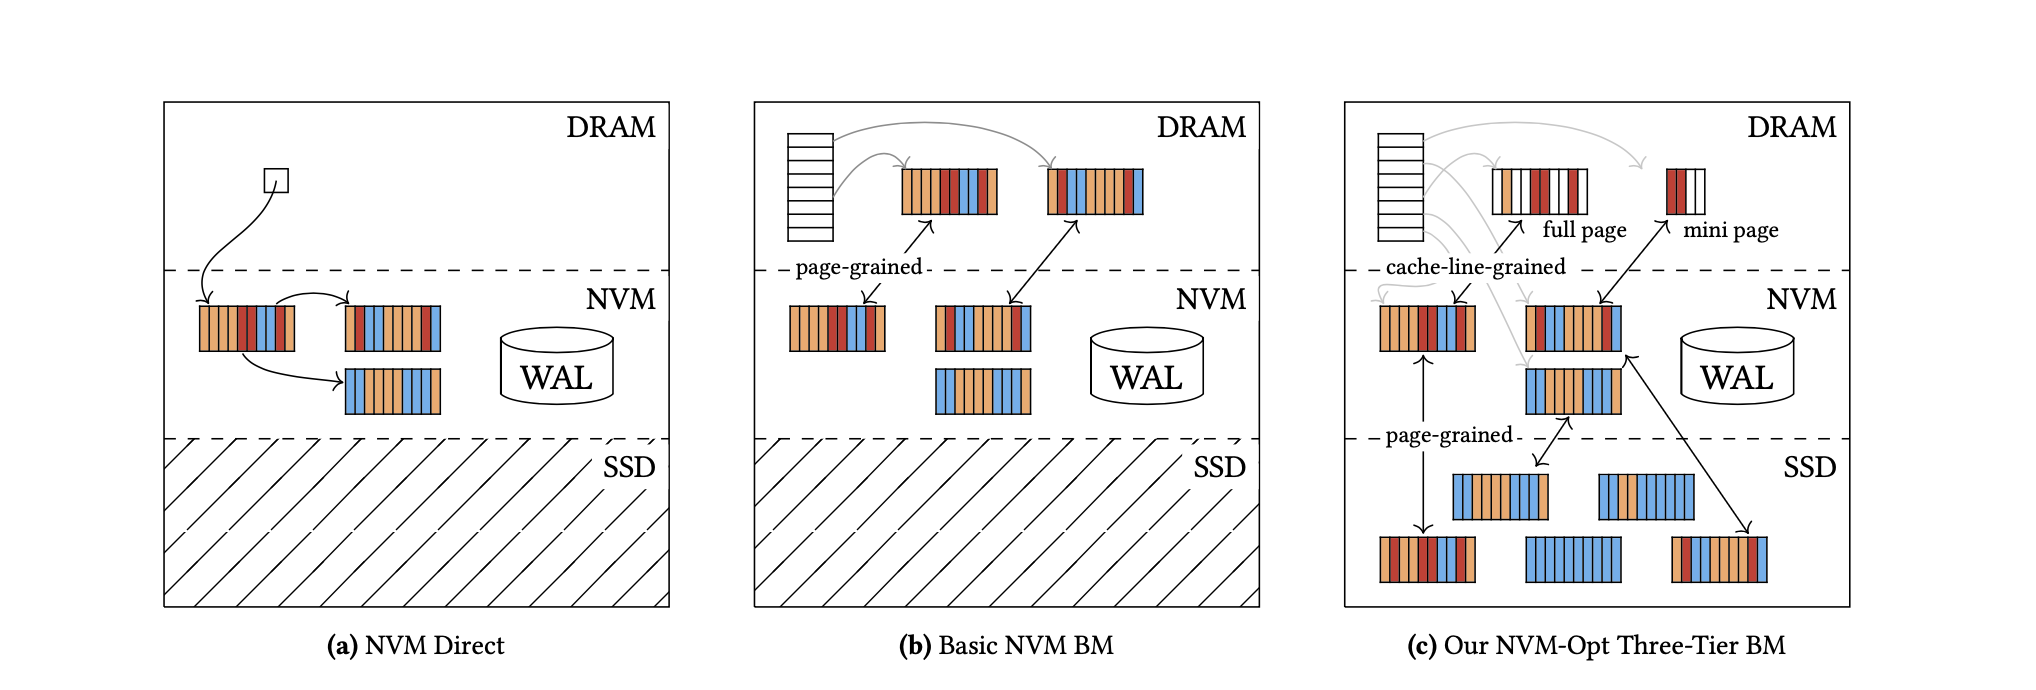 DRAM
NVM
WAL
SSD
(a) NVM Direct
DRAM
page-grained
NVM
WAL
SSD
(b) Basic NVM BM
DRAM
full page
mini page
cache-line-grained
NVM
WAL
page-grained
SSD
(c) Our NVM-Opt Three-Tier BM